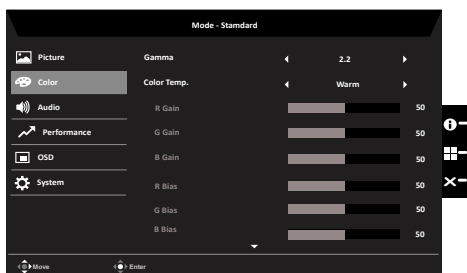 Mode - Standard
Picture
Gamma 2.2
Color
Color Temp. Warm
Audio
R Gain 50
Performance
G Gain 50
OSD
B Gain 50
System
R Bias 50
G Bias 50
B Bias 50
Move Enter